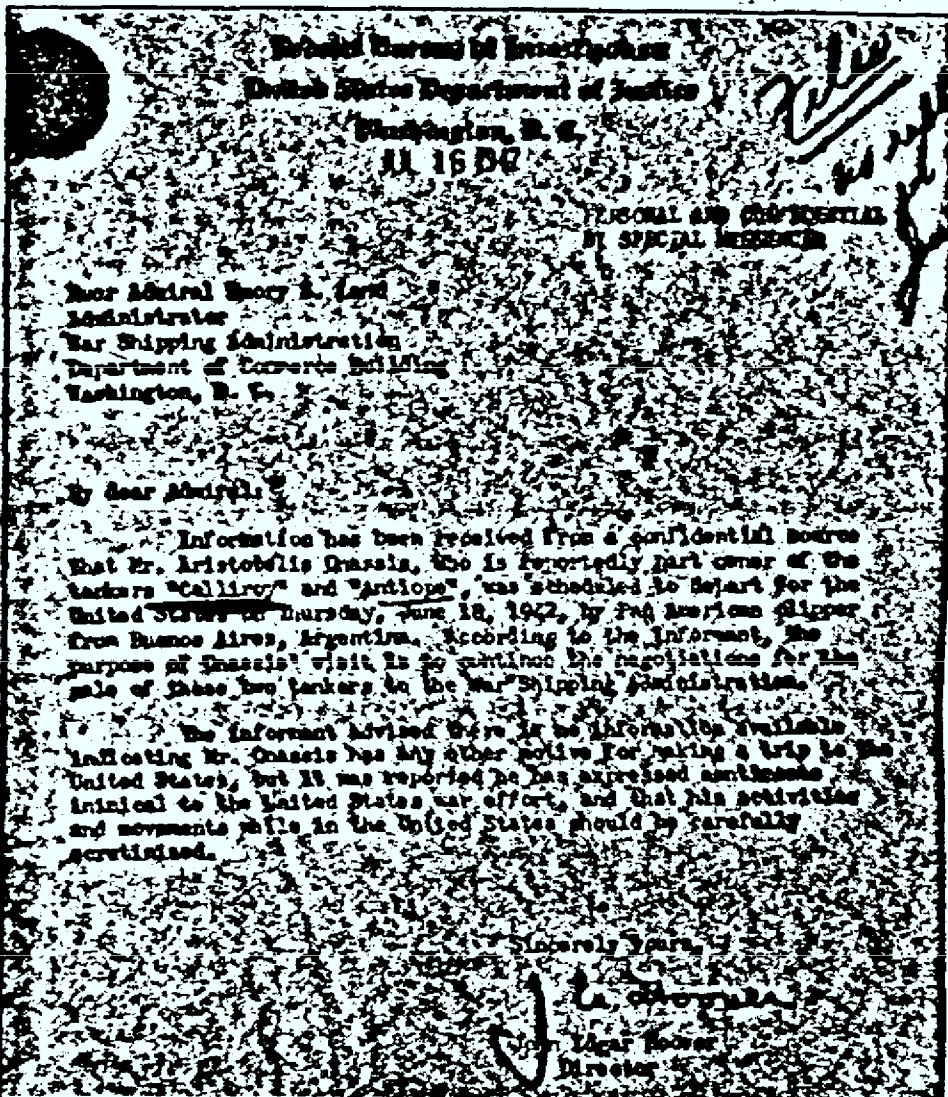 Federal Bureau of Investigation
United States Department of Justice
Washington, D. C.
16
PERSONAL AND CONFIDENTIAL
BY SPECIAL MESSENGER
Admiral Emory S. Land
Administrator
War Shipping Administration
Department of Commerce Building
Washington, D. C.
My dear Admiral:
Information has been received from a confidential source
that Mr. Aristotelis Onassis, who is reportedly part owner of the
tankers "Calliroy" and "Antiope", was scheduled to depart for the
United States on Thursday, June 18, 1942, by Pan American Clipper
from Buenos Aires, Argentina. According to the informant, the
purpose of Onassis' visit is to continue the negotiations for the
sale of these two tankers to the War Shipping Administration.
The informant advised there is no information available
indicating Mr. Onassis has any other motive for making a trip to the
United States, but it was reported he has expressed sentiments
inimical to the United States war effort, and that his activities
and movements while in the United States should be carefully
scrutinized.
Sincerely yours,
John Edgar Hoover
Director